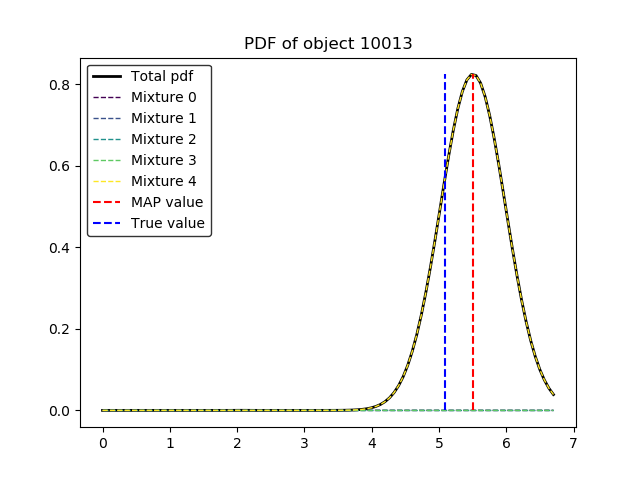 PDF of object 10013
Total pdf
Mixture 0
Mixture 1
Mixture 2
Mixture 3
Mixture 4
MAP value
True value
0.8
0.6
0.4
0.2
0.0
0 1 2 3 4 5 6 7